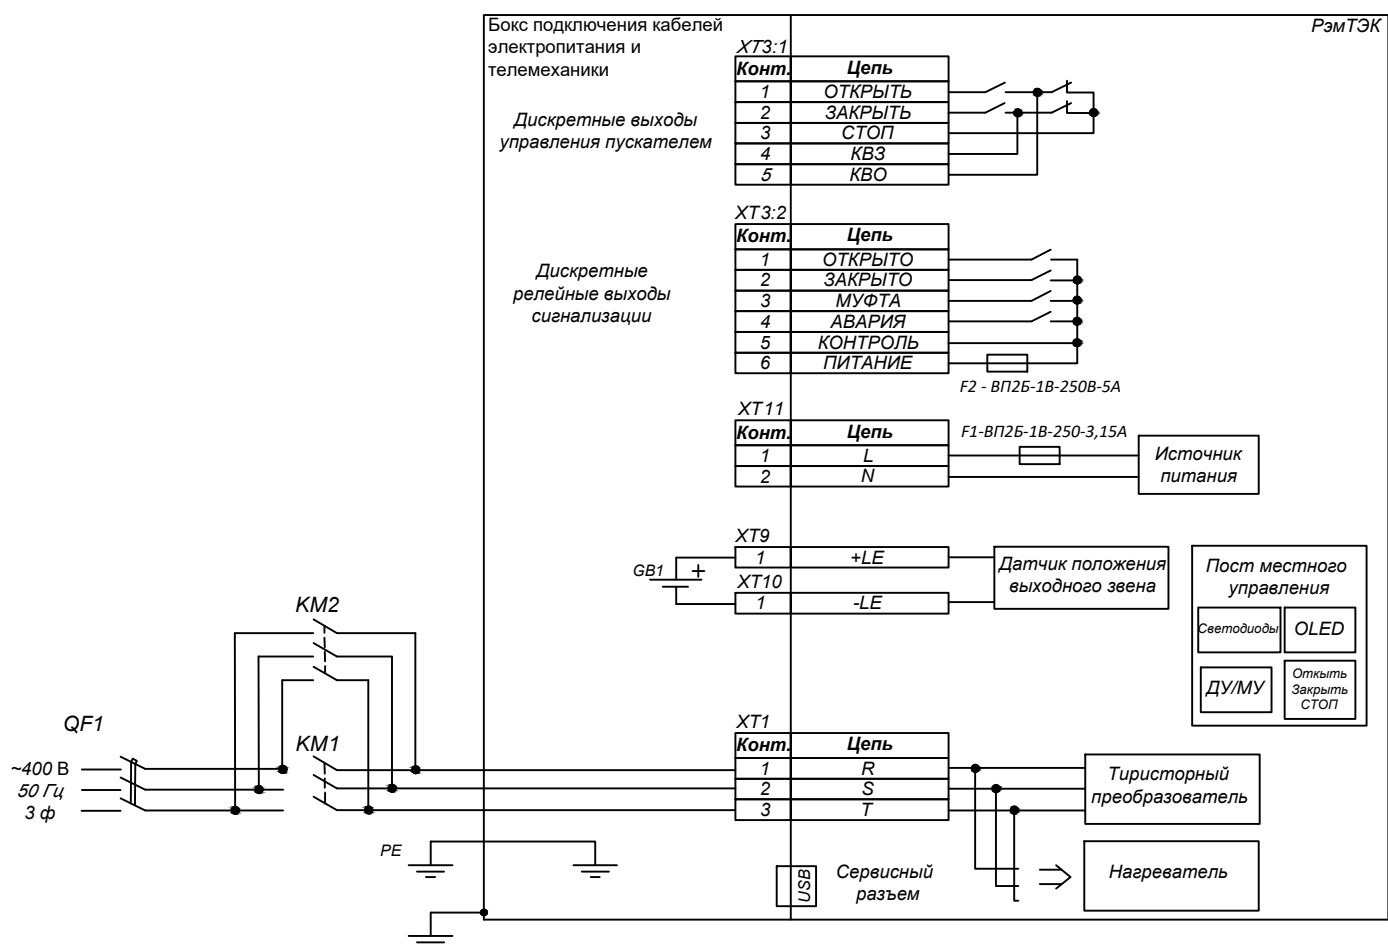 Бокс подключения кабелей
электропитания и
телемеханики
РэмТЭК
XT3:1
Конт. Цепь
1 ОТКРЫТЬ
2 ЗАКРЫТЬ
3 СТОП
4 КВЗ
5 КВО
Дискретные выходы
управления пускателем
XT3:2
Конт. Цепь
1 ОТКРЫТО
2 ЗАКРЫТО
3 МУФТА
4 АВАРИЯ
5 КОНТРОЛЬ
6 ПИТАНИЕ
Дискретные
релейные выходы
сигнализации
F2 - ВП2Б-1В-250В-5А
XT11
Конт. Цепь
1 L
2 N
F1-ВП2Б-1В-250-3,15А
Источник
питания
XT9
1 +LE
XT10
1 -LE
GB1 +
Датчик положения
выходного звена
Пост местного
управления
Светодиоды
OLED
ДУ/МУ
Откыть
Закрыть
СТОП
KM2
QF1
KM1
~400 В
50 Гц
3 ф
XT1
Конт. Цепь
1 R
2 S
3 T
Тиристорный
преобразователь
PE
USB
Сервисный
разъем
Нагреватель